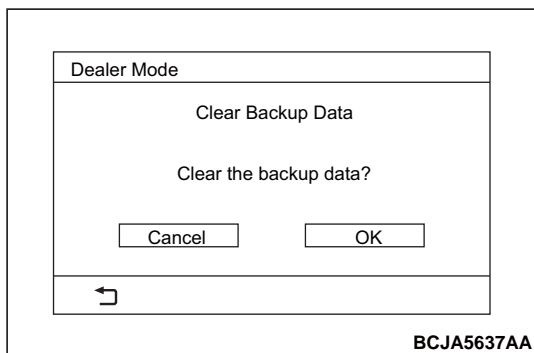 Dealer Mode
Clear Backup Data
Clear the backup data?
Cancel OK
BCJA5637AA